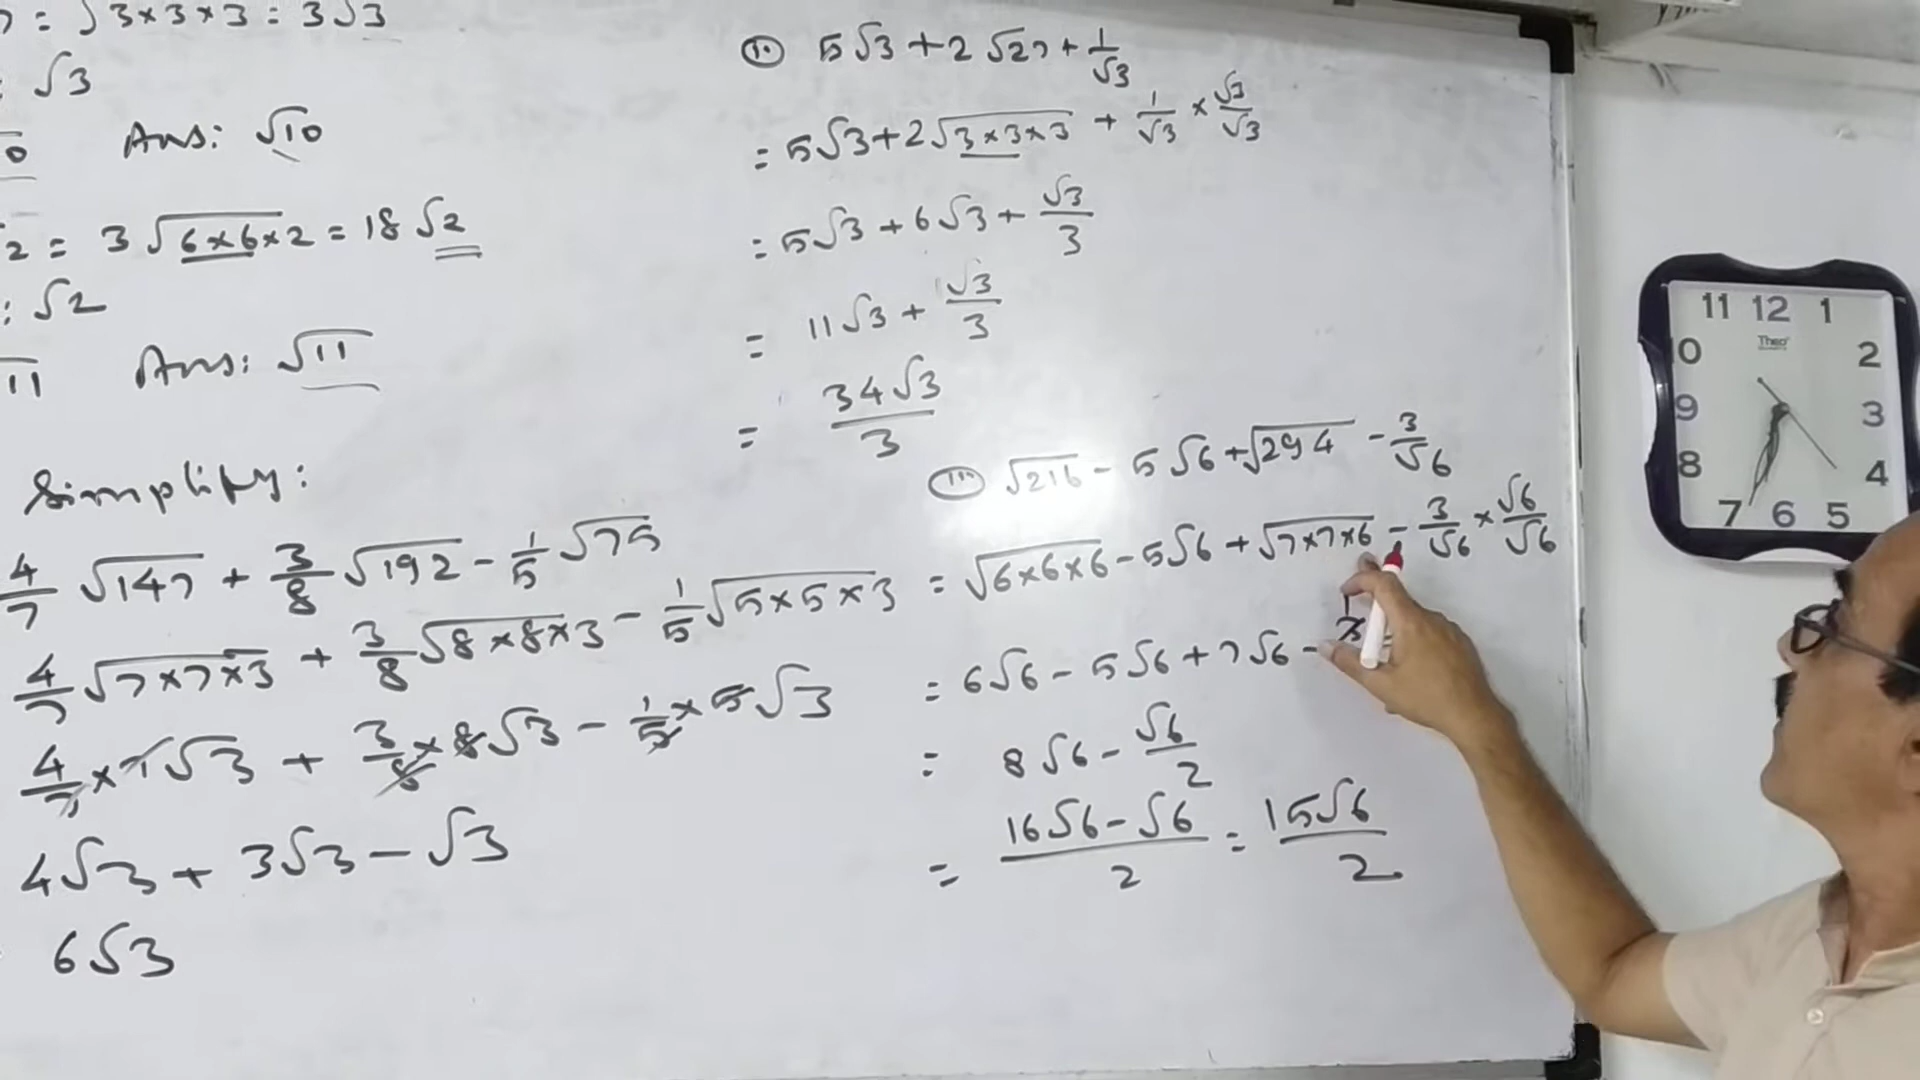 = √3×3×3 = 3√3
: √3
Ans: √10
2 = 3√6×6×2 = 18√2
: √2
11 Ans: √11
Simplify:
4/7 √147 + 3/8 √192 - 1/5 √75
4/7 √7×7×3 + 3/8 √8×8×3 - 1/5 √5×5×3
4/7 × 7√3 + 3/8 × 8√3 - 1/5 × 5√3
4√3 + 3√3 - √3
6√3
ii. 5√3 + 2√27 + 1/√3
= 5√3 + 2√3×3×3 + 1/√3 × √3/√3
= 5√3 + 6√3 + √3/3
= 11√3 + √3/3
= 34√3/3
iii. √216 - 5√6 + √294 - 3/√6
= √6×6×6 - 5√6 + √7×7×6 - 3/√6 × √6/√6
= 6√6 - 5√6 + 7√6 -
= 8√6 - √6/2
= 16√6 - √6/2 = 15√6/2
11 12 1
0 2
9 3
8 4
7 6 5
Theo